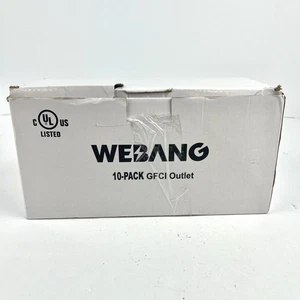 C UL US
LISTED
WEBANG
10-PACK GFCI Outlet